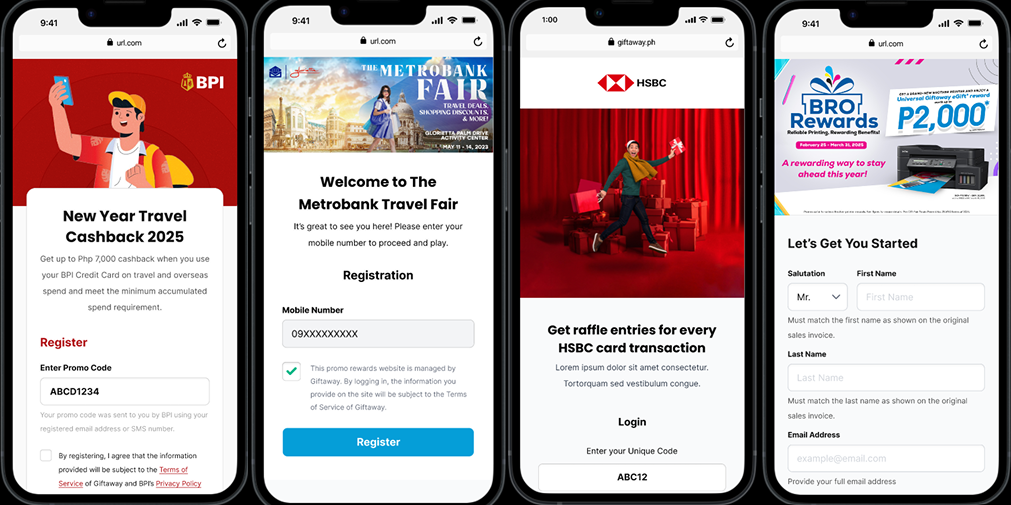 9:41
url.com
BPI
New Year Travel
Cashback 2025
Get up to Php 7,000 cashback when you use
your BPI Credit Card on travel and overseas
spend and meet the minimum accumulated
spend requirement.
Register
Enter Promo Code
ABCD1234
Your promo code was sent to you by BPI using your
registered email address or SMS number.
By registering, I agree that the information
provided will be subject to the Terms of
Service of Giftaway and BPI's Privacy Policy
9:41
url.com
THE METROBANK
FAIR
TRAVEL DEALS,
SHOPPING DISCOUNTS,
& MORE!
GLORIETTA PALM DRIVE
ACTIVITY CENTER
MAY 11 - 14, 2023
Welcome to The
Metrobank Travel Fair
It's great to see you here! Please enter your
mobile number to proceed and play.
Registration
Mobile Number
09XXXXXXXXX
This promo rewards website is managed by
Giftaway. By logging in, the information you
provide on the site will be subject to the Terms
of Service of Giftaway.
Register
1:00
giftaway.ph
HSBC
Get raffle entries for every
HSBC card transaction
Lorem ipsum dolor sit amet consectetur.
Tortorquam sed vestibulum congue.
Login
Enter your Unique Code
ABC12
9:41
url.com
BRO
Rewards
Reliable Printing, Rewarding Benefits!
February 25 - March 31, 2025
A rewarding way to stay
ahead this year!
Universal Giftaway eGift reward
₱2,000*
Let's Get You Started
Salutation
First Name
Mr.
First Name
Must match the first name as shown on the original
sales invoice.
Last Name
Last Name
Must match the last name as shown on the original
sales invoice.
Email Address
example@email.com
Provide your full email address